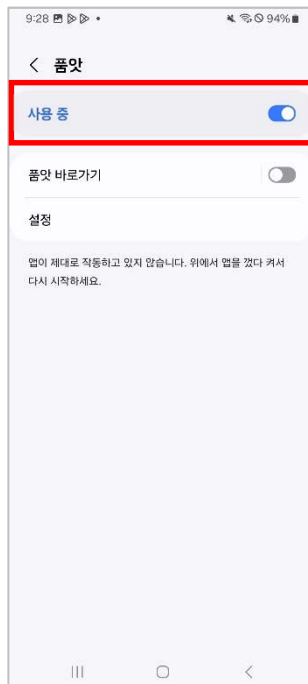 9:28
94%
품앗
사용 중
품앗 바로가기
설정
앱이 제대로 작동하고 있지 않습니다. 위에서 앱을 껐다 켜서
다시 시작하세요.